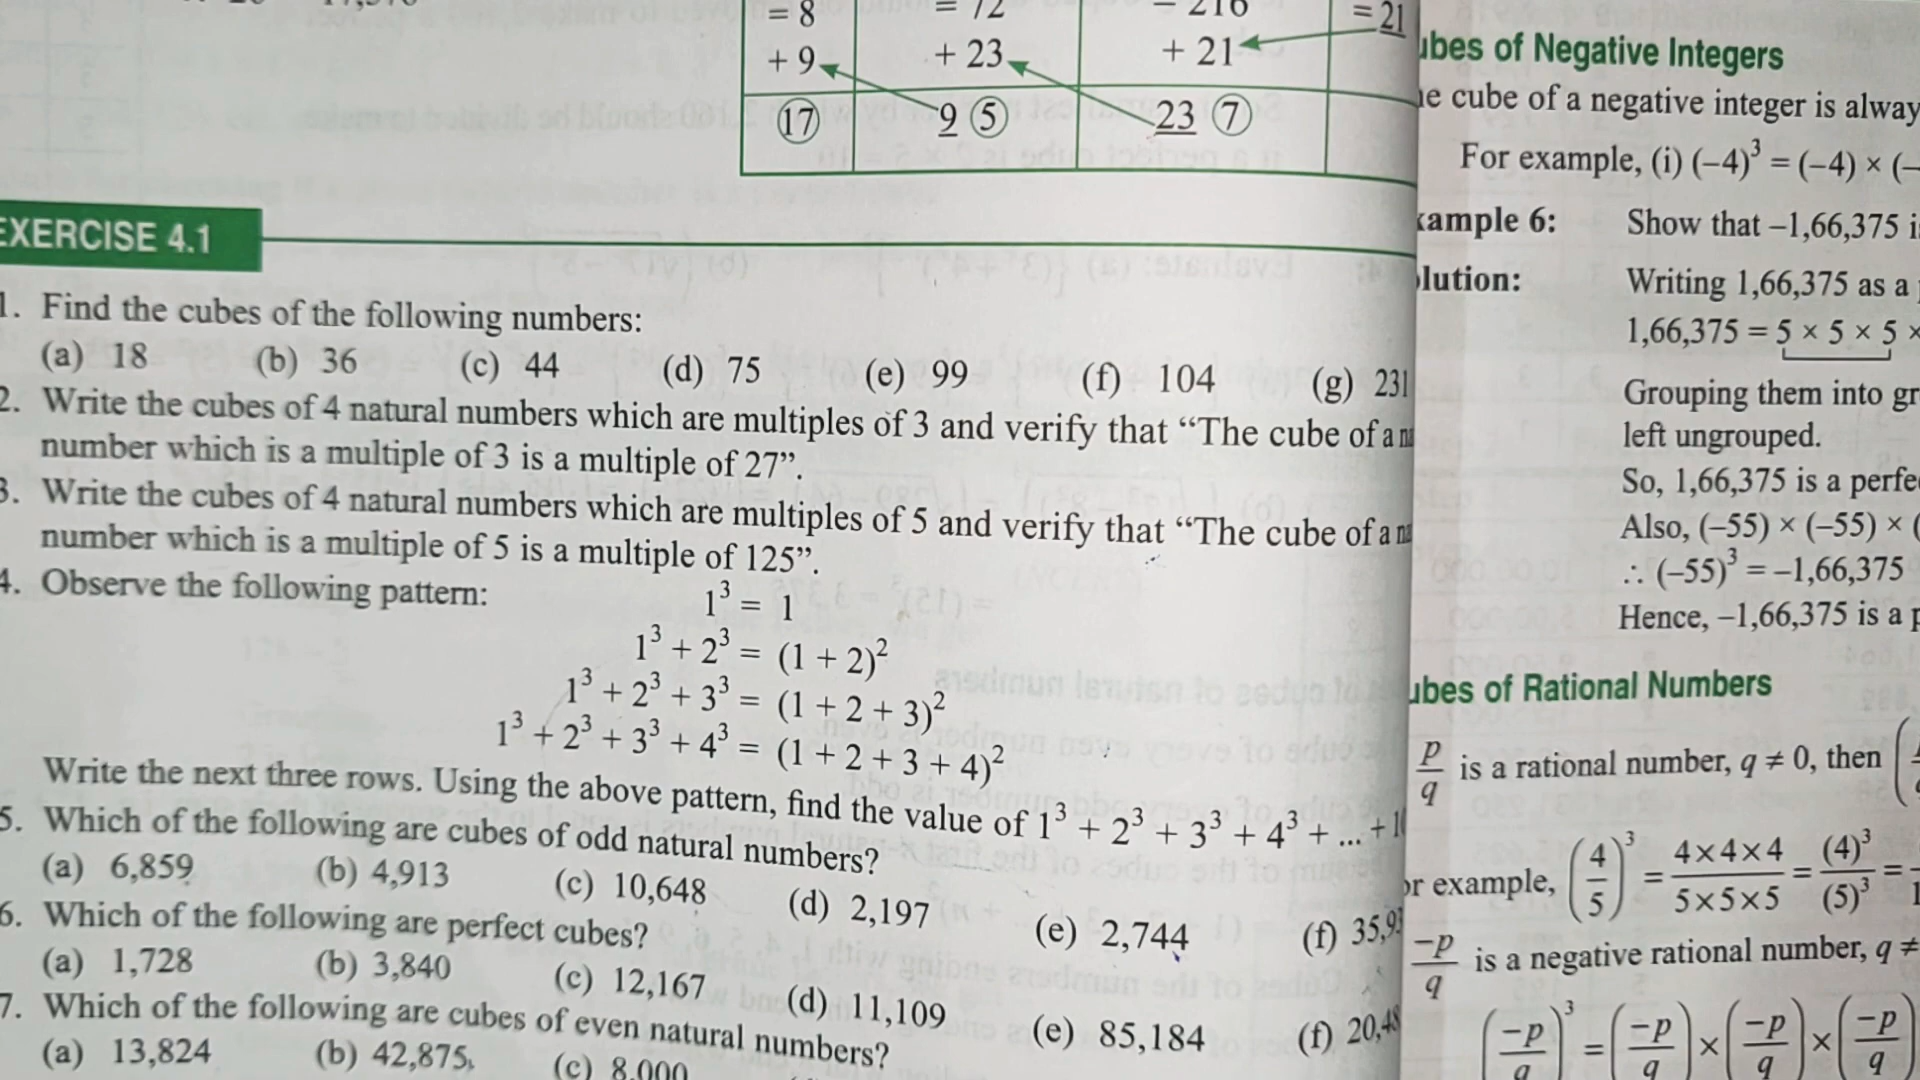 = 8
= 72
= 21
+ 9
+ 23
+ 21
17
9 5
23 7
EXERCISE 4.1
1. Find the cubes of the following numbers:
(a) 18 (b) 36 (c) 44 (d) 75 (e) 99 (f) 104 (g) 231
2. Write the cubes of 4 natural numbers which are multiples of 3 and verify that “The cube of a
number which is a multiple of 3 is a multiple of 27”.
3. Write the cubes of 4 natural numbers which are multiples of 5 and verify that “The cube of a
number which is a multiple of 5 is a multiple of 125”.
4. Observe the following pattern:
1³ = 1
1³ + 2³ = (1 + 2)²
1³ + 2³ + 3³ = (1 + 2 + 3)²
1³ + 2³ + 3³ + 4³ = (1 + 2 + 3 + 4)²
Write the next three rows. Using the above pattern, find the value of 1³ + 2³ + 3³ + 4³ + ... +
5. Which of the following are cubes of odd natural numbers?
(a) 6,859 (b) 4,913 (c) 10,648 (d) 2,197 (e) 2,744 (f) 35,9
6. Which of the following are perfect cubes?
(a) 1,728 (b) 3,840 (c) 12,167 (d) 11,109 (e) 85,184 (f) 20,4
7. Which of the following are cubes of even natural numbers?
(a) 13,824 (b) 42,875 (c) 8,000
ubes of Negative Integers
cube of a negative integer is alway
For example, (i) (–4)³ = (–4) × (–
ample 6: Show that –1,66,375 i
lution: Writing 1,66,375 as a
1,66,375 = 5 × 5 × 5 ×
Grouping them into gr
left ungrouped.
So, 1,66,375 is a perfe
Also, (–55) × (–55) × (
∴ (–55)³ = –1,66,375
Hence, –1,66,375 is a
ubes of Rational Numbers
p/q is a rational number, q ≠ 0, then (
or example, (4/5)³ = 4×4×4/5×5×5 = (4)³/(5)³ =
–p/q is a negative rational number, q ≠
(–p/q)³ = (–p/q) × (–p/q) × (–p/q)